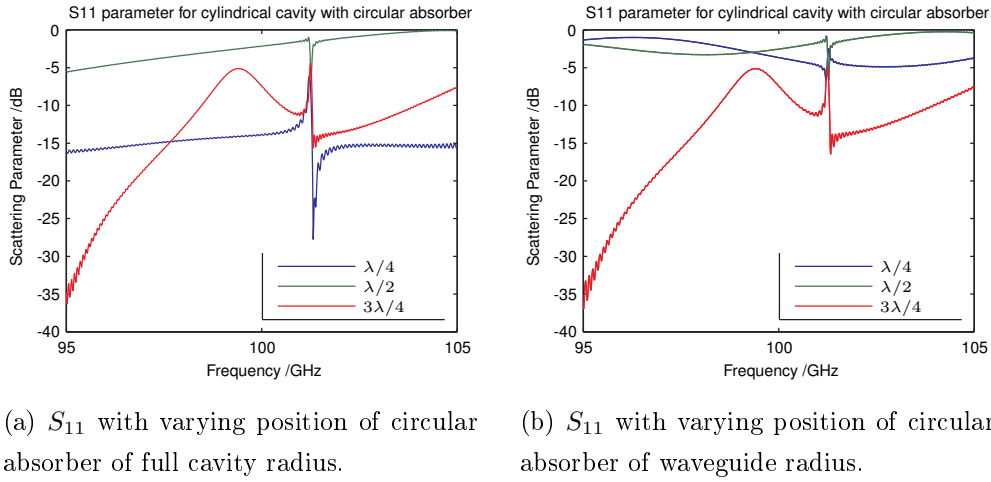 S11 parameter for cylindrical cavity with circular absorber
0
-5
-10
-15
-20
-25
-30
-35
-40
Scattering Parameter /dB
λ/4
λ/2
3λ/4
95
100
105
Frequency /GHz
(a) S₁₁ with varying position of circular
absorber of full cavity radius.
S11 parameter for cylindrical cavity with circular absorber
0
-5
-10
-15
-20
-25
-30
-35
-40
Scattering Parameter /dB
λ/4
λ/2
3λ/4
95
100
105
Frequency /GHz
(b) S₁₁ with varying position of circular
absorber of waveguide radius.